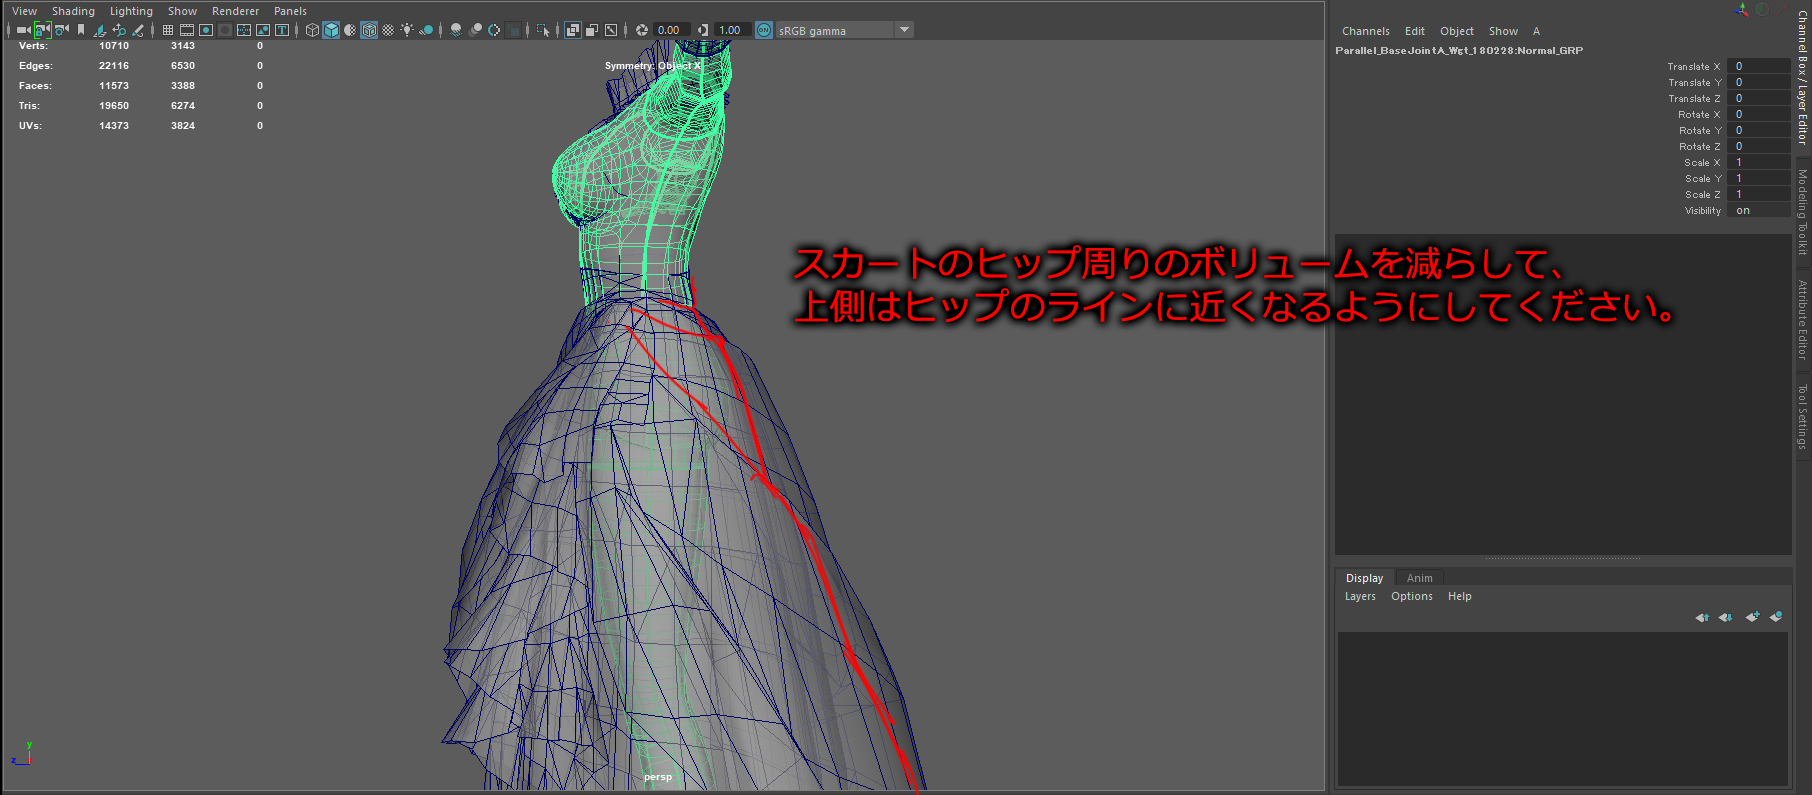 View Shading Lighting Show Renderer Panels
0.00 1.00 ON sRGB gamma
Verts: 10710 3143 0
Edges: 22116 6530 0
Faces: 11573 3388 0
Tris: 19650 6274 0
UVs: 14373 3824 0
Symmetry: Object X
スカートのヒップ周りのボリュームを減らして、
上側はヒップのラインに近くなるようにしてください。
persp
y
z
Channels Edit Object Show A
Parallel_BaseJointA_Wgt_180228:Normal_GRP
Translate X 0
Translate Y 0
Translate Z 0
Rotate X 0
Rotate Y 0
Rotate Z 0
Scale X 1
Scale Y 1
Scale Z 1
Visibility on
Display Anim
Layers Options Help
Channel Box / Layer Editor
Modeling Toolkit
Attribute Editor
Tool Settings